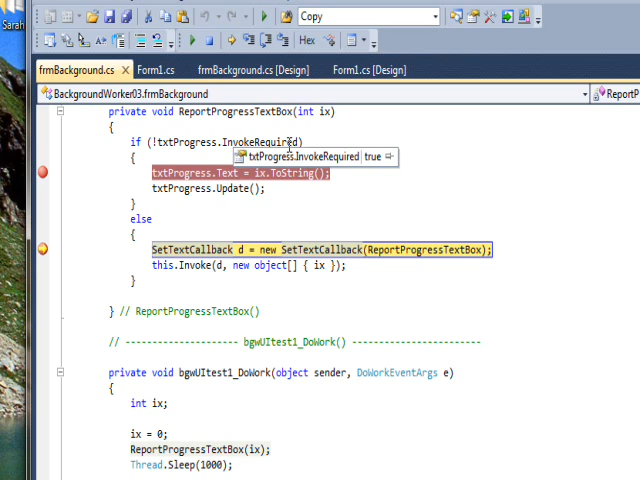 Sarah
Copy
Hex
frmBackground.cs X Form1.cs frmBackground.cs [Design] Form1.cs [Design]
BackgroundWorker03.frmBackground ReportP
private void ReportProgressTextBox(int ix)
{
if (!txtProgress.InvokeRequired)
{ txtProgress.InvokeRequired true
txtProgress.Text = ix.ToString();
txtProgress.Update();
}
else
{
SetTextCallback d = new SetTextCallback(ReportProgressTextBox);
this.Invoke(d, new object[] { ix });
}
} // ReportProgressTextBox()
// --------------------- bgwUItest1_DoWork() ------------------------
private void bgwUItest1_DoWork(object sender, DoWorkEventArgs e)
{
int ix;
ix = 0;
ReportProgressTextBox(ix);
Thread.Sleep(1000);